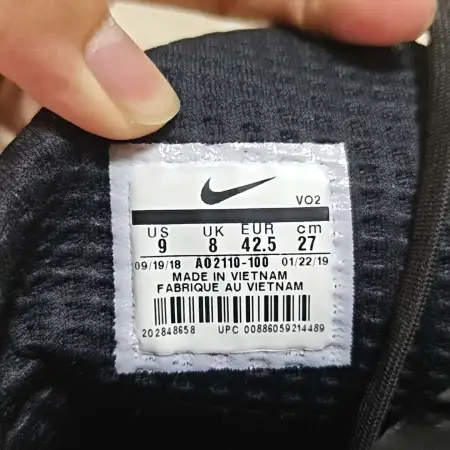 VO2
US UK EUR cm
9 8 42.5 27
09/19/18 AO2110-100 01/22/19
MADE IN VIETNAM
FABRIQUE AU VIETNAM
202848658 UPC 00886059214489